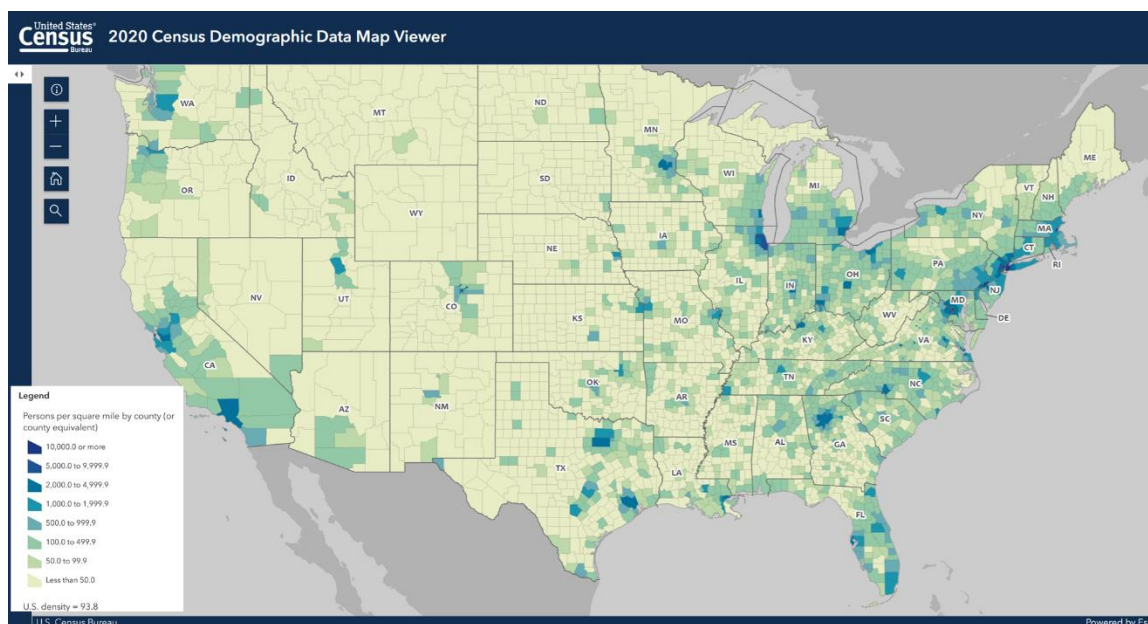 United States®
Census
Bureau
2020 Census Demographic Data Map Viewer
WA
MT
ND
MN
ME
OR
ID
SD
WI
MI
VT
NH
NY
MA
WY
CT
RI
IA
NE
PA
NV
UT
CO
IL
IN
OH
NJ
MD
DE
WV
VA
KS
MO
KY
CA
OK
TN
NC
AZ
NM
AR
SC
MS
AL
GA
TX
LA
FL
Legend
Persons per square mile by county (or
county equivalent)
10,000.0 or more
5,000.0 to 9,999.9
2,000.0 to 4,999.9
1,000.0 to 1,999.9
500.0 to 999.9
100.0 to 499.9
50.0 to 99.9
Less than 50.0
U.S. density = 93.8
U.S. Census Bureau
Powered by Es